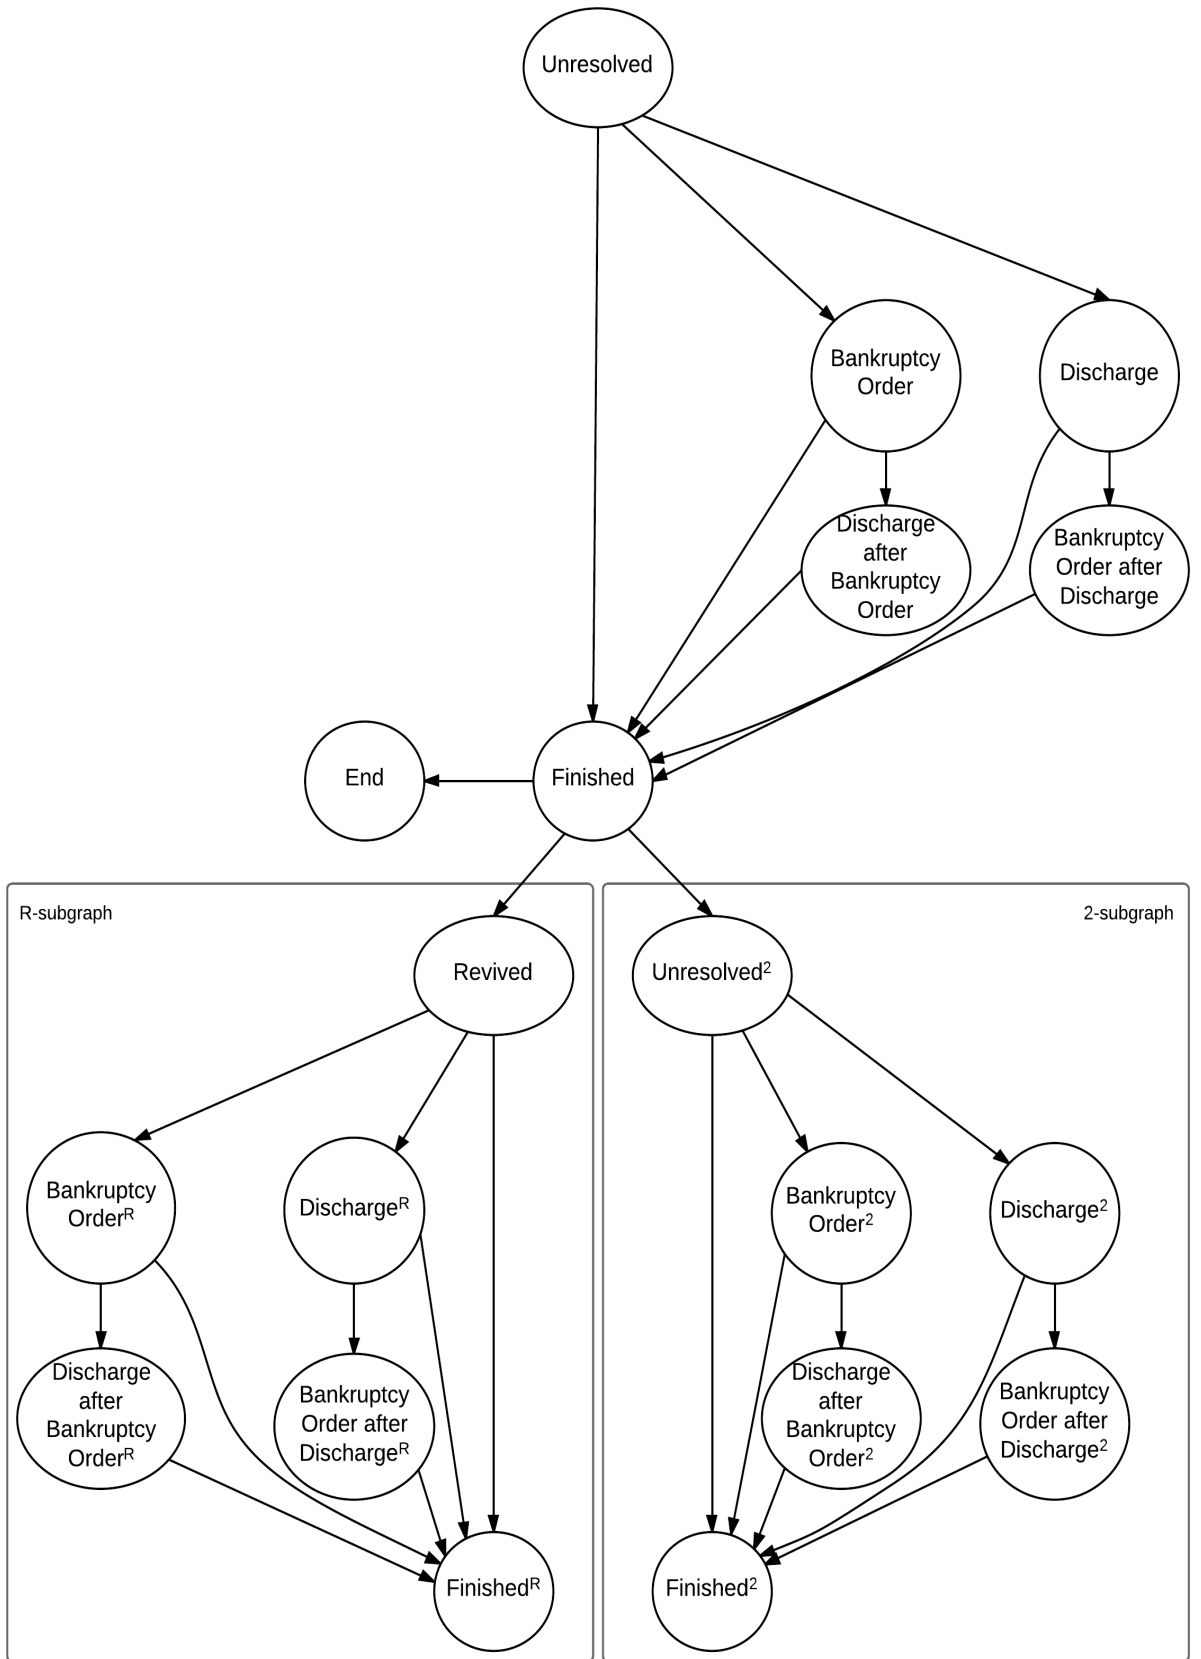 Unresolved
Bankruptcy
Order
Discharge
Discharge
after
Bankruptcy
Order
Bankruptcy
Order after
Discharge
End
Finished
R-subgraph
2-subgraph
Revived
Unresolved²
Bankruptcy
Orderᴿ
Dischargeᴿ
Bankruptcy
Order²
Discharge²
Discharge
after
Bankruptcy
Orderᴿ
Bankruptcy
Order after
Dischargeᴿ
Discharge
after
Bankruptcy
Order²
Bankruptcy
Order after
Discharge²
Finishedᴿ
Finished²